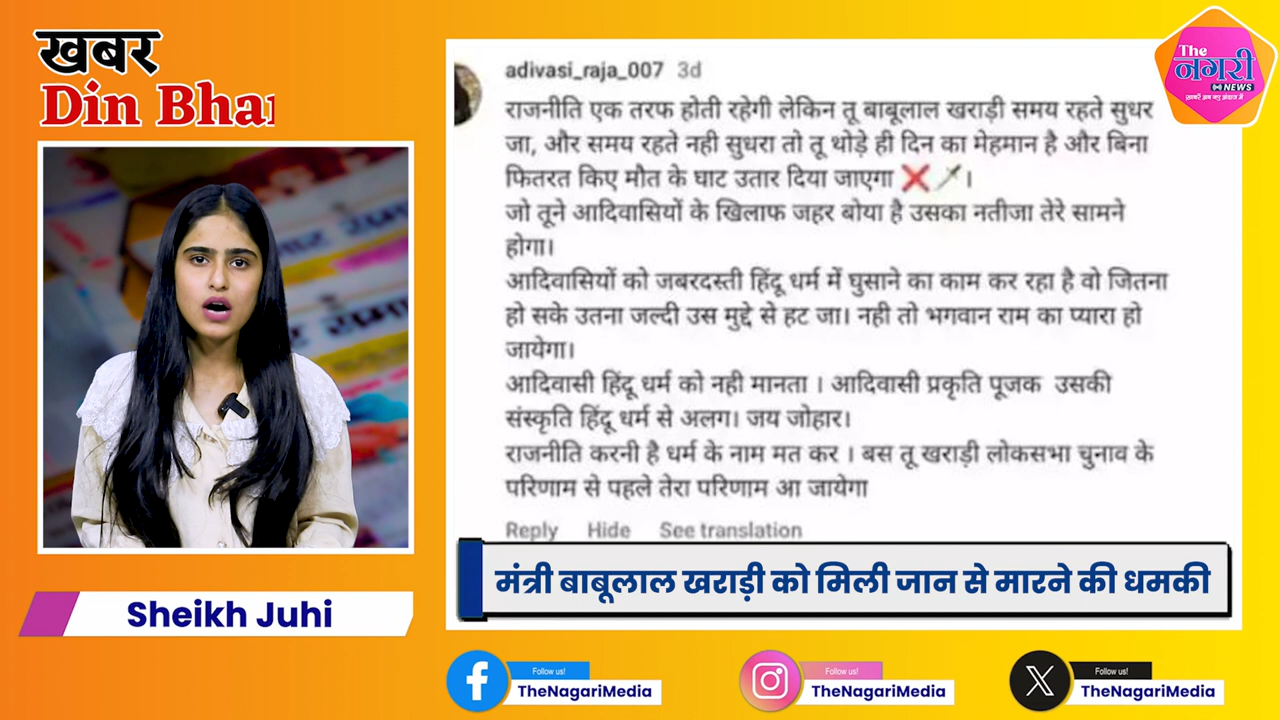 खबर
Din Bhar
The
नगरी
NEWS
adivasi_raja_007 3d
राजनीति एक तरफ होती रहेगी लेकिन तू बाबूलाल खराड़ी समय रहते सुधर
जा, और समय रहते नही सुधरा तो तू थोड़े ही दिन का मेहमान है और बिना
फितरत किए मौत के घाट उतार दिया जाएगा ❌🗡️।
जो तूने आदिवासियों के खिलाफ जहर बोया है उसका नतीजा तेरे सामने
होगा।
आदिवासियों को जबरदस्ती हिंदू धर्म में घुसाने का काम कर रहा है वो जितना
हो सके उतना जल्दी उस मुद्दे से हट जा। नही तो भगवान राम का प्यारा हो
जायेगा।
आदिवासी हिंदू धर्म को नही मानता । आदिवासी प्रकृति पूजक उसकी
संस्कृति हिंदू धर्म से अलग। जय जोहार।
राजनीति करनी है धर्म के नाम मत कर । बस तू खराड़ी लोकसभा चुनाव के
परिणाम से पहले तेरा परिणाम आ जायेगा
Reply Hide See translation
मंत्री बाबूलाल खराड़ी को मिली जान से मारने की धमकी
Sheikh Juhi
Follow us!
TheNagariMedia
Follow us!
TheNagariMedia
Follow us!
TheNagariMedia